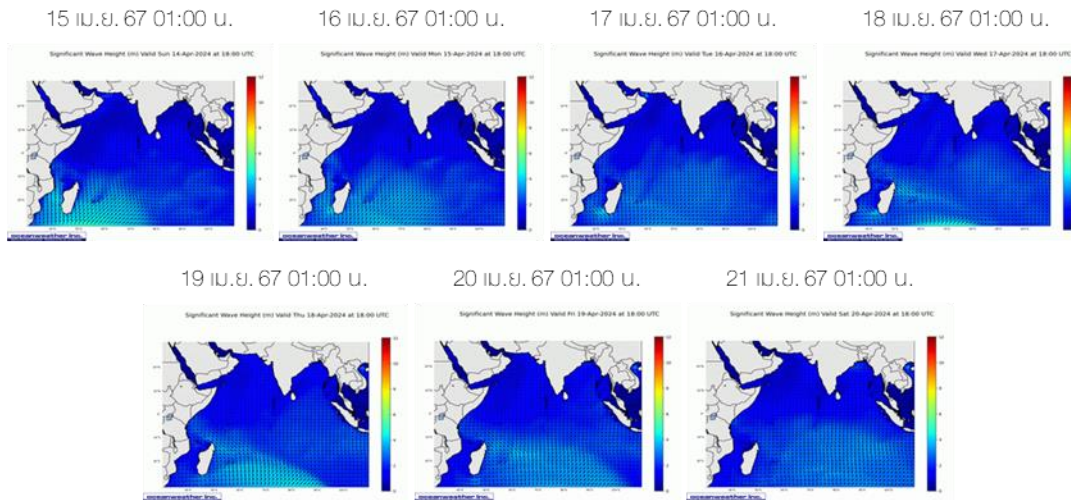 15 เม.ย. 67 01:00 น.
16 เม.ย. 67 01:00 น.
17 เม.ย. 67 01:00 น.
18 เม.ย. 67 01:00 น.
Significant Wave Height (m) Valid Sun 14-Apr-2024 at 18:00 UTC
Significant Wave Height (m) Valid Mon 15-Apr-2024 at 18:00 UTC
Significant Wave Height (m) Valid Tue 16-Apr-2024 at 18:00 UTC
Significant Wave Height (m) Valid Wed 17-Apr-2024 at 18:00 UTC
oceanweather inc.
oceanweather inc.
oceanweather inc.
oceanweather inc.
19 เม.ย. 67 01:00 น.
20 เม.ย. 67 01:00 น.
21 เม.ย. 67 01:00 น.
Significant Wave Height (m) Valid Thu 18-Apr-2024 at 18:00 UTC
Significant Wave Height (m) Valid Fri 19-Apr-2024 at 18:00 UTC
Significant Wave Height (m) Valid Sat 20-Apr-2024 at 18:00 UTC
oceanweather inc.
oceanweather inc.
oceanweather inc.